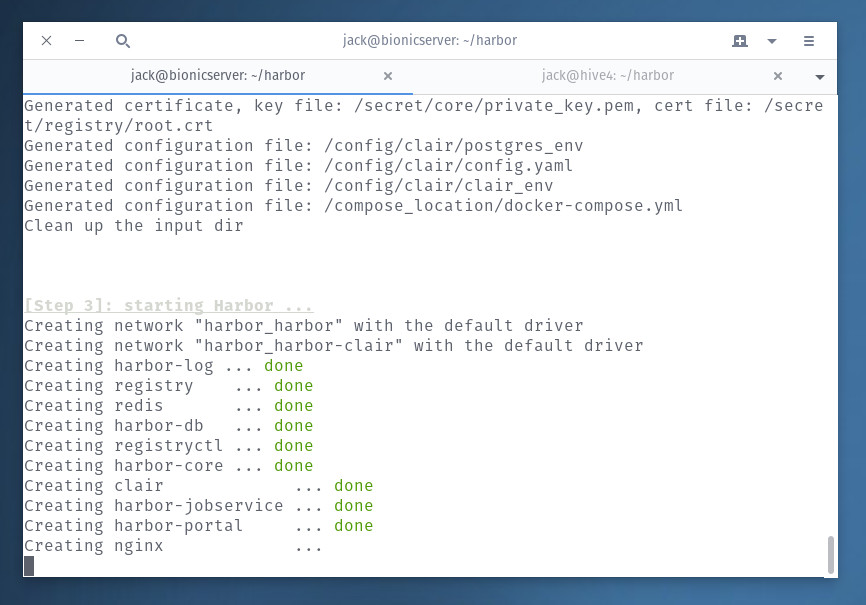 jack@bionicserver: ~/harbor
jack@bionicserver: ~/harbor
jack@hive4: ~/harbor
Generated certificate, key file: /secret/core/private_key.pem, cert file: /secre
t/registry/root.crt
Generated configuration file: /config/clair/postgres_env
Generated configuration file: /config/clair/config.yaml
Generated configuration file: /config/clair/clair_env
Generated configuration file: /compose_location/docker-compose.yml
Clean up the input dir
[Step 3]: starting Harbor ...
Creating network "harbor_harbor" with the default driver
Creating network "harbor_harbor-clair" with the default driver
Creating harbor-log ... done
Creating registry    ... done
Creating redis       ... done
Creating harbor-db   ... done
Creating registryctl ... done
Creating harbor-core ... done
Creating clair             ... done
Creating harbor-jobservice ... done
Creating harbor-portal     ... done
Creating nginx             ...